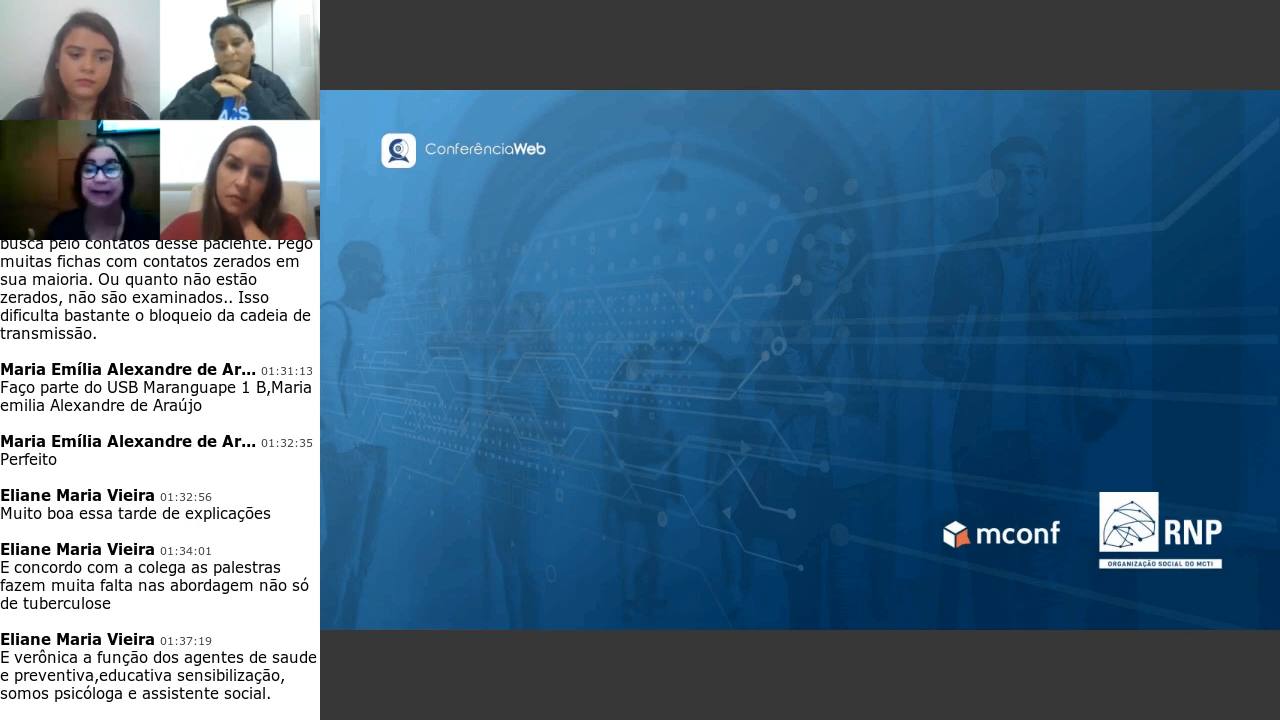 busca pelo contatos desse paciente. Pego
muitas fichas com contatos zerados em
sua maioria. Ou quanto não estão
zerados, não são examinados.. Isso
dificulta bastante o bloqueio da cadeia de
transmissão.
Maria Emília Alexandre de Ar... 01:31:13
Faço parte do USB Maranguape 1 B,Maria
emilia Alexandre de Araújo
Maria Emília Alexandre de Ar... 01:32:35
Perfeito
Eliane Maria Vieira 01:32:56
Muito boa essa tarde de explicações
Eliane Maria Vieira 01:34:01
E concordo com a colega as palestras
fazem muita falta nas abordagem não só
de tuberculose
Eliane Maria Vieira 01:37:19
E verônica a função dos agentes de saude
e preventiva,educativa sensibilização,
somos psicóloga e assistente social.
ConferênciaWeb
mconf
RNP
ORGANIZAÇÃO SOCIAL DO MCTI